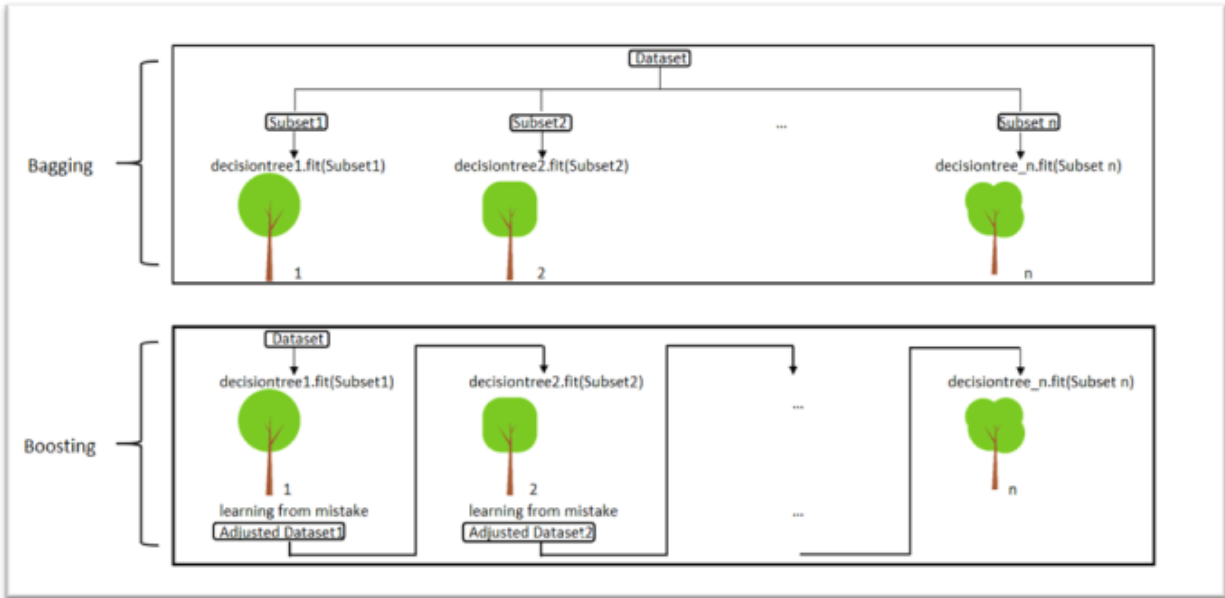 Dataset
Subset1
Subset2
...
Subset n
Bagging
decisiontree1.fit(Subset1)
decisiontree2.fit(Subset2)
decisiontree_n.fit(Subset n)
1
2
n
Dataset
decisiontree1.fit(Subset1)
decisiontree2.fit(Subset2)
decisiontree_n.fit(Subset n)
...
Boosting
1
2
n
learning from mistake
learning from mistake
...
Adjusted Dataset1
Adjusted Dataset2